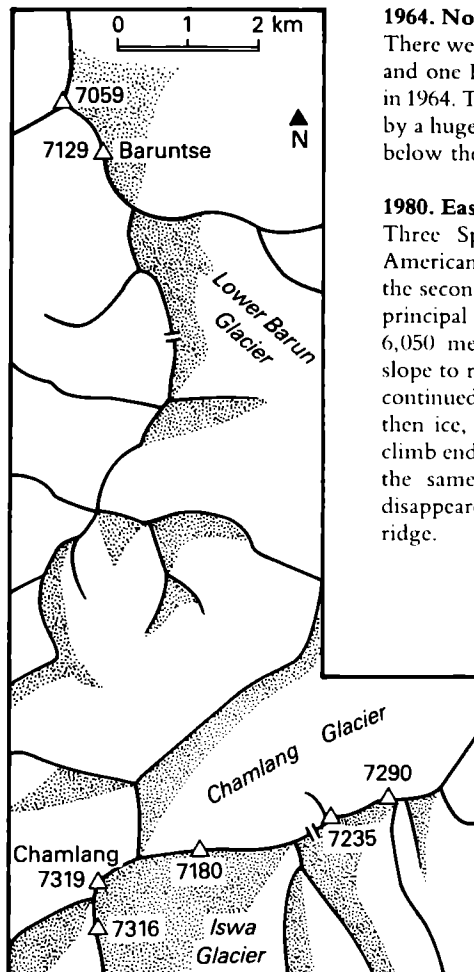 0 1 2 km
7059
N
7129 Baruntse
Lower Barun
Glacier
Chamlang Glacier
7290
7235
Chamlang
7319
7180
7316
Iswa
Glacier
1964. No
There we
and one
in 1964. T
by a huge
below the
1980. Eas
Three Sp
American
the second
principal
6,050 me
slope to r
continued
then ice,
climb end
the same
disappeare
ridge.